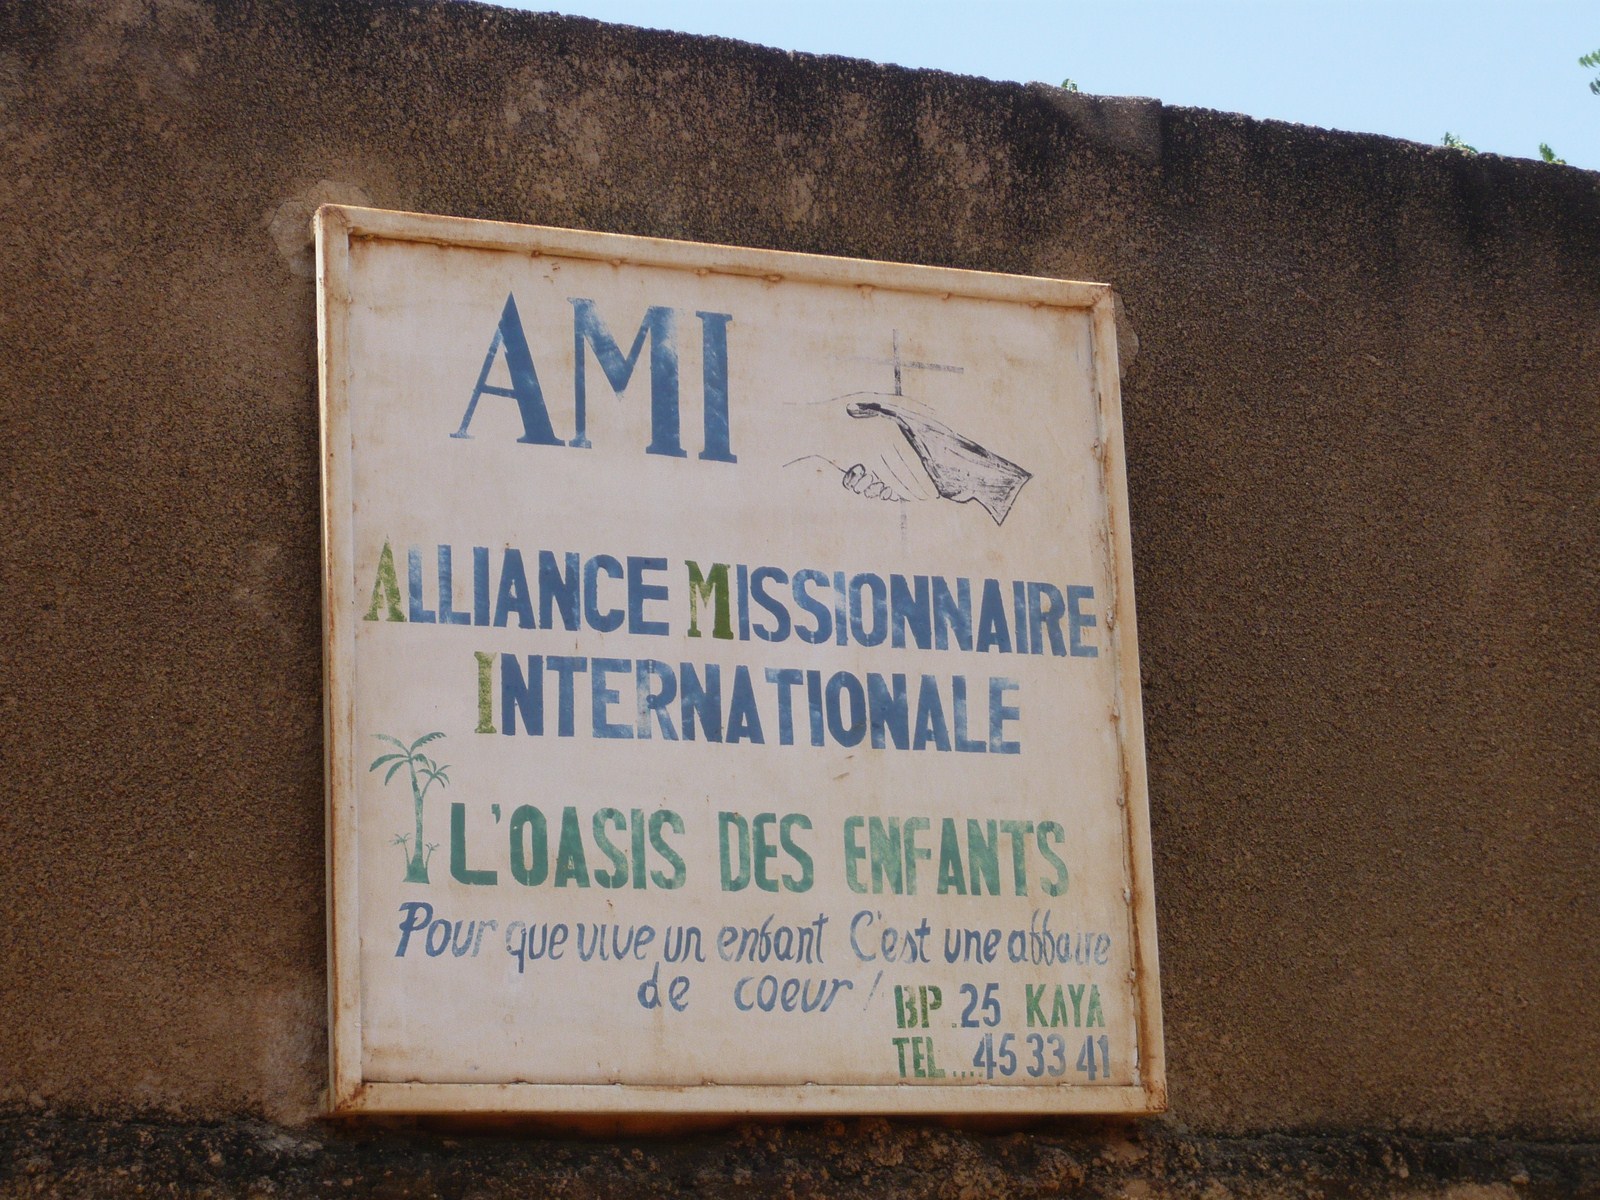 AMI
ALLIANCE MISSIONNAIRE
INTERNATIONALE
L'OASIS DES ENFANTS
Pour que vive un enfant C'est une affaire
de coeur !
BP.25 KAYA
TEL...45 33 41